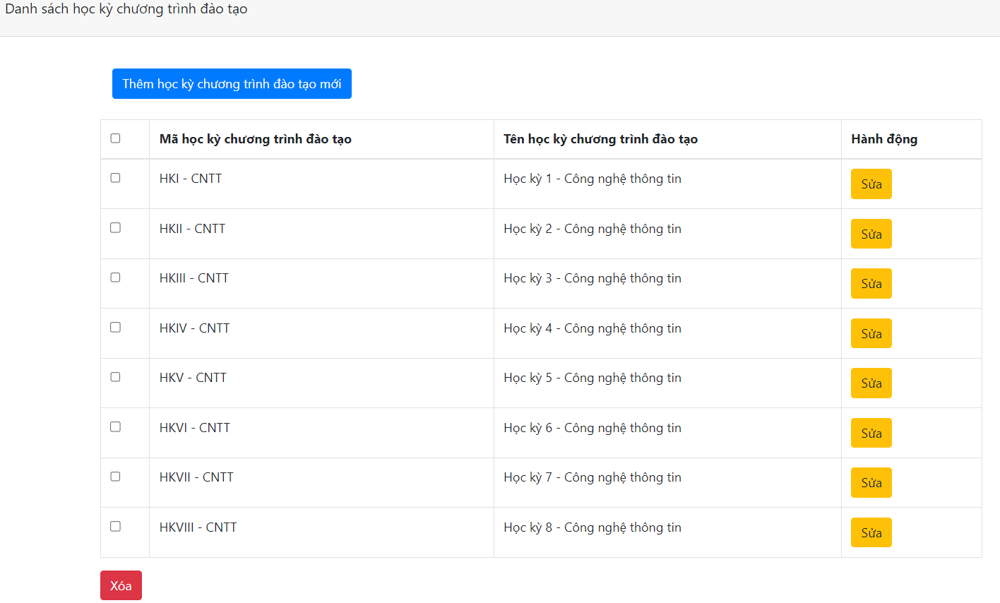 Danh sách học kỳ chương trình đào tạo
Thêm học kỳ chương trình đào tạo mới
Mã học kỳ chương trình đào tạo Tên học kỳ chương trình đào tạo Hành động
HKI - CNTT Học kỳ 1 - Công nghệ thông tin Sửa
HKII - CNTT Học kỳ 2 - Công nghệ thông tin Sửa
HKIII - CNTT Học kỳ 3 - Công nghệ thông tin Sửa
HKIV - CNTT Học kỳ 4 - Công nghệ thông tin Sửa
HKV - CNTT Học kỳ 5 - Công nghệ thông tin Sửa
HKVI - CNTT Học kỳ 6 - Công nghệ thông tin Sửa
HKVII - CNTT Học kỳ 7 - Công nghệ thông tin Sửa
HKVIII - CNTT Học kỳ 8 - Công nghệ thông tin Sửa
Xóa